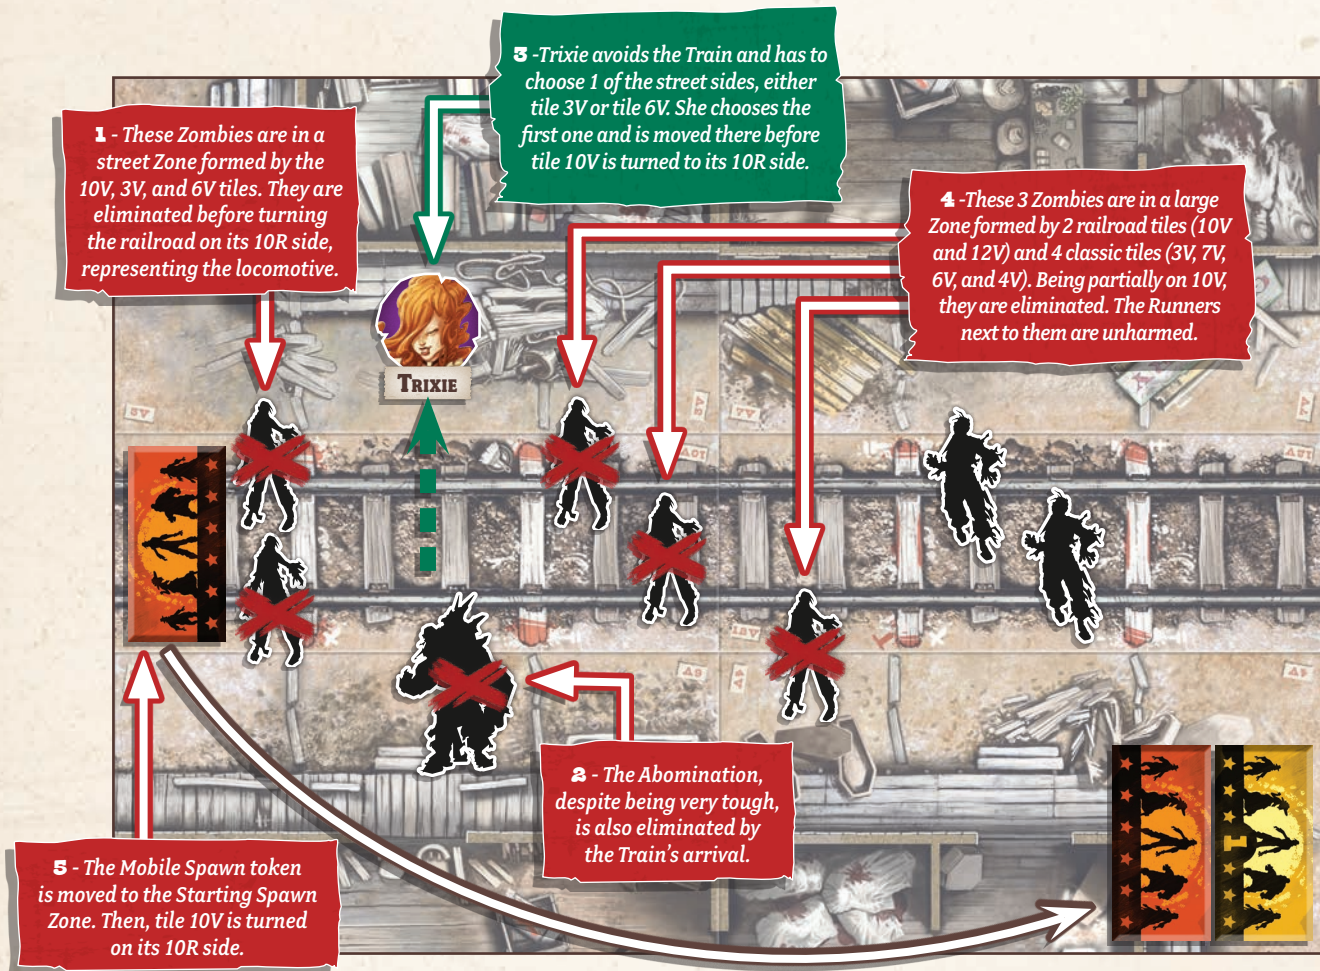 1 - These Zombies are in a
street Zone formed by the
10V, 3V, and 6V tiles. They are
eliminated before turning
the railroad on its 10R side,
representing the locomotive.
3 -Trixie avoids the Train and has to
choose 1 of the street sides, either
tile 3V or tile 6V. She chooses the
first one and is moved there before
tile 10V is turned to its 10R side.
4 -These 3 Zombies are in a large
Zone formed by 2 railroad tiles (10V
and 12V) and 4 classic tiles (3V, 7V,
6V, and 4V). Being partially on 10V,
they are eliminated. The Runners
next to them are unharmed.
Trixie
2 - The Abomination,
despite being very tough,
is also eliminated by
the Train's arrival.
5 - The Mobile Spawn token
is moved to the Starting Spawn
Zone. Then, tile 10V is turned
on its 10R side.